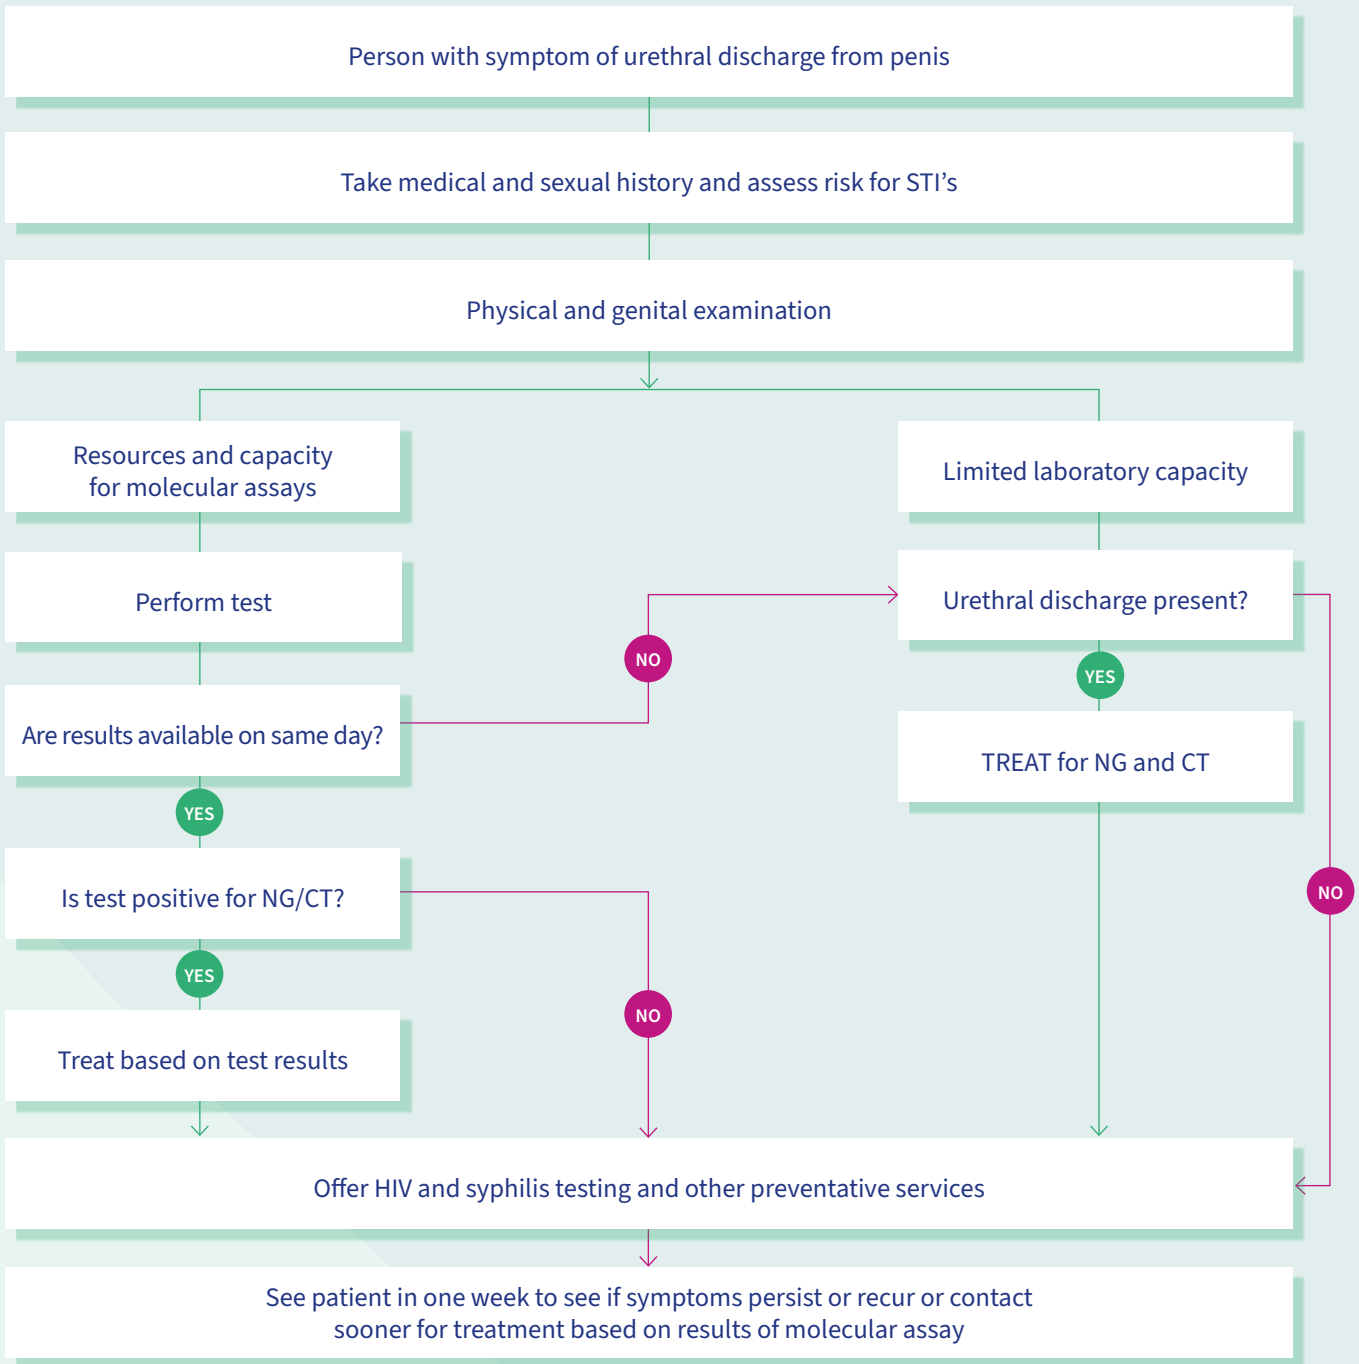 Person with symptom of urethral discharge from penis
Take medical and sexual history and assess risk for STI's
Physical and genital examination
Resources and capacity
for molecular assays
Perform test
Are results available on same day?
YES
Is test positive for NG/CT?
YES
Treat based on test results
NO
NO
Limited laboratory capacity
Urethral discharge present?
YES
TREAT for NG and CT
NO
Offer HIV and syphilis testing and other preventative services
See patient in one week to see if symptoms persist or recur or contact
sooner for treatment based on results of molecular assay